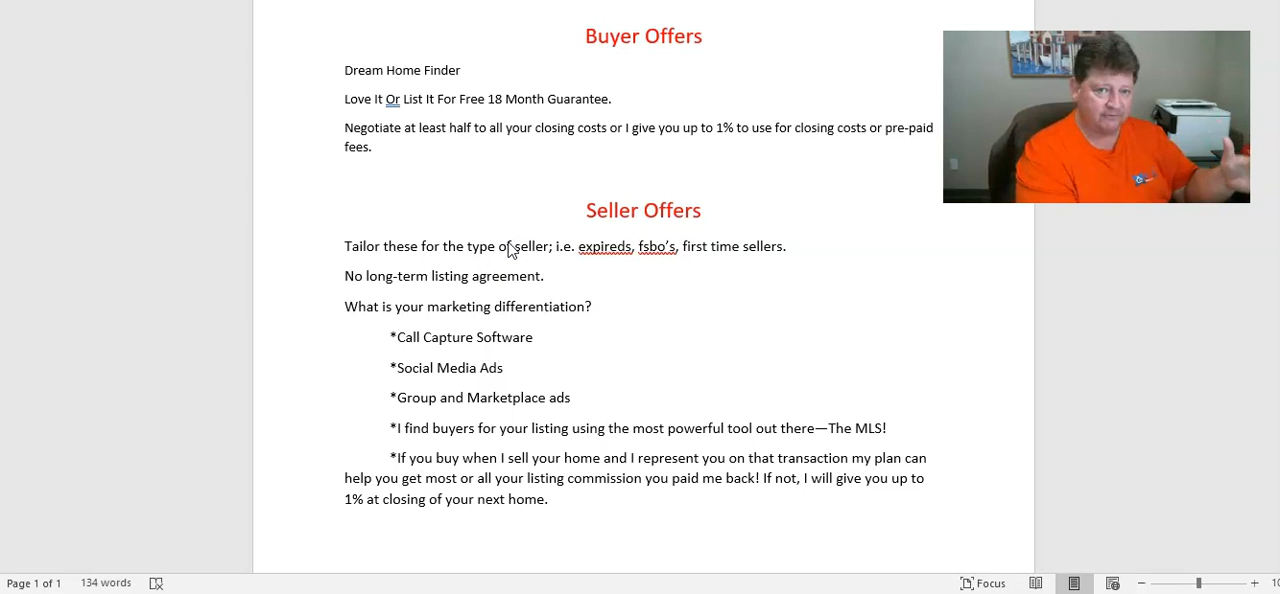 Buyer Offers
Dream Home Finder
Love It Or List It For Free 18 Month Guarantee.
Negotiate at least half to all your closing costs or I give you up to 1% to use for closing costs or pre-paid
fees.
Seller Offers
Tailor these for the type of seller; i.e. expireds, fsbo's, first time sellers.
No long-term listing agreement.
What is your marketing differentiation?
*Call Capture Software
*Social Media Ads
*Group and Marketplace ads
*I find buyers for your listing using the most powerful tool out there—The MLS!
*If you buy when I sell your home and I represent you on that transaction my plan can
help you get most or all your listing commission you paid me back! If not, I will give you up to
1% at closing of your next home.
Page 1 of 1 134 words Focus